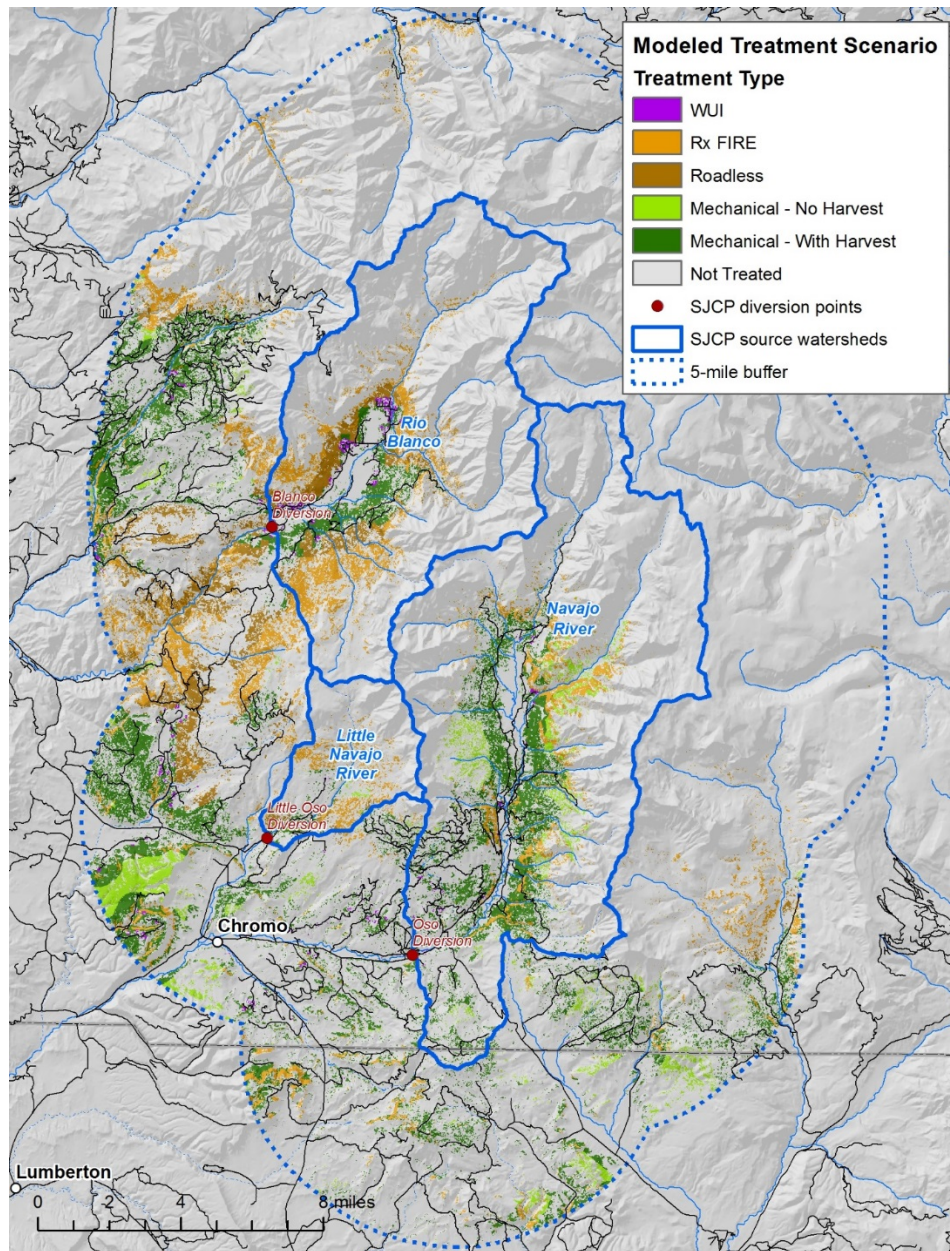 Modeled Treatment Scenario
Treatment Type
WUI
Rx FIRE
Roadless
Mechanical - No Harvest
Mechanical - With Harvest
Not Treated
SJCP diversion points
SJCP source watersheds
5-mile buffer
Rio
Blanco
Blanco
Diversion
Navajo
River
Little
Navajo
River
Little Oso
Diversion
Chromo
Oso
Diversion
Lumberton
0 2 4 8 miles